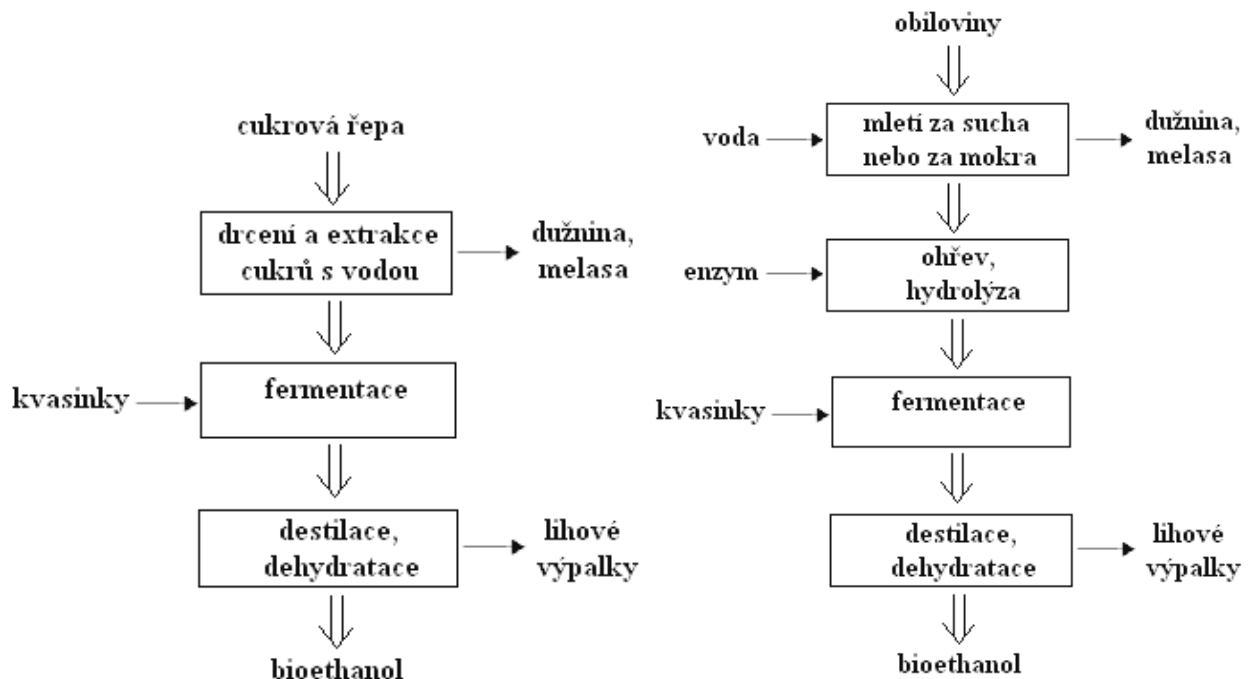 cukrová řepa
drcení a extrakce
cukrů s vodou
dužnina,
melasa
kvasinky
fermentace
destilace,
dehydratace
lihové
výpalky
bioethanol
obiloviny
voda
mletí za sucha
nebo za mokra
dužnina,
melasa
enzym
ohřev,
hydrolýza
kvasinky
fermentace
destilace,
dehydratace
lihové
výpalky
bioethanol